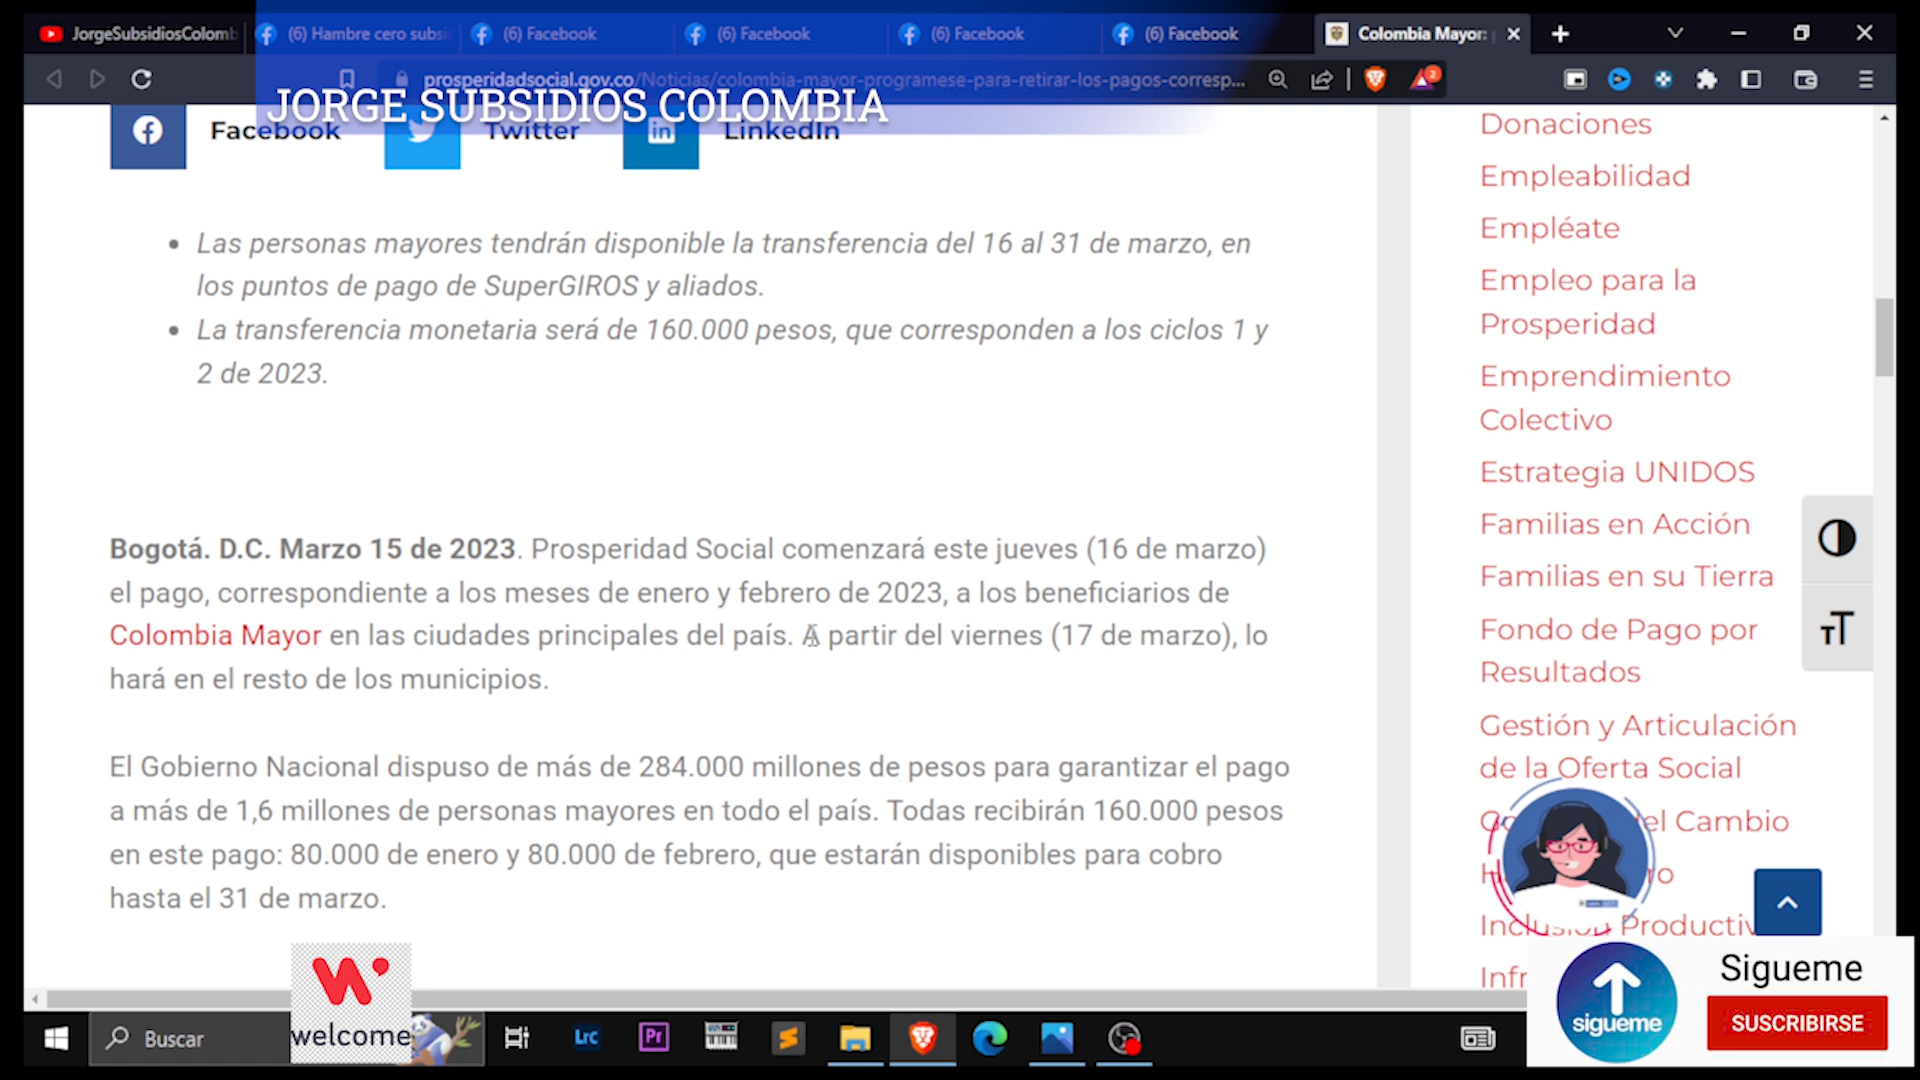 JorgeSubsidiosColomb
(6) Hambre cero subsi
(6) Facebook
(6) Facebook
(6) Facebook
(6) Facebook
Colombia Mayor:
prosperidadsocial.gov.co/Noticias/colombia-mayor-programese-para-retirar-los-pagos-corresp...
2
JORGE SUBSIDIOS COLOMBIA
Facebook
Twitter
LinkedIn
• Las personas mayores tendrán disponible la transferencia del 16 al 31 de marzo, en
los puntos de pago de SuperGIROS y aliados.
• La transferencia monetaria será de 160.000 pesos, que corresponden a los ciclos 1 y
2 de 2023.
Bogotá. D.C. Marzo 15 de 2023. Prosperidad Social comenzará este jueves (16 de marzo)
el pago, correspondiente a los meses de enero y febrero de 2023, a los beneficiarios de
Colombia Mayor en las ciudades principales del país. A partir del viernes (17 de marzo), lo
hará en el resto de los municipios.
El Gobierno Nacional dispuso de más de 284.000 millones de pesos para garantizar el pago
a más de 1,6 millones de personas mayores en todo el país. Todas recibirán 160.000 pesos
en este pago: 80.000 de enero y 80.000 de febrero, que estarán disponibles para cobro
hasta el 31 de marzo.
Donaciones
Empleabilidad
Empléate
Empleo para la
Prosperidad
Emprendimiento
Colectivo
Estrategia UNIDOS
Familias en Acción
Familias en su Tierra
Fondo de Pago por
Resultados
Gestión y Articulación
de la Oferta Social
el Cambio
Productiv
Infr
TT
welcome
Buscar
Lrc
Pr
sigueme
Sigueme
SUSCRIBIRSE